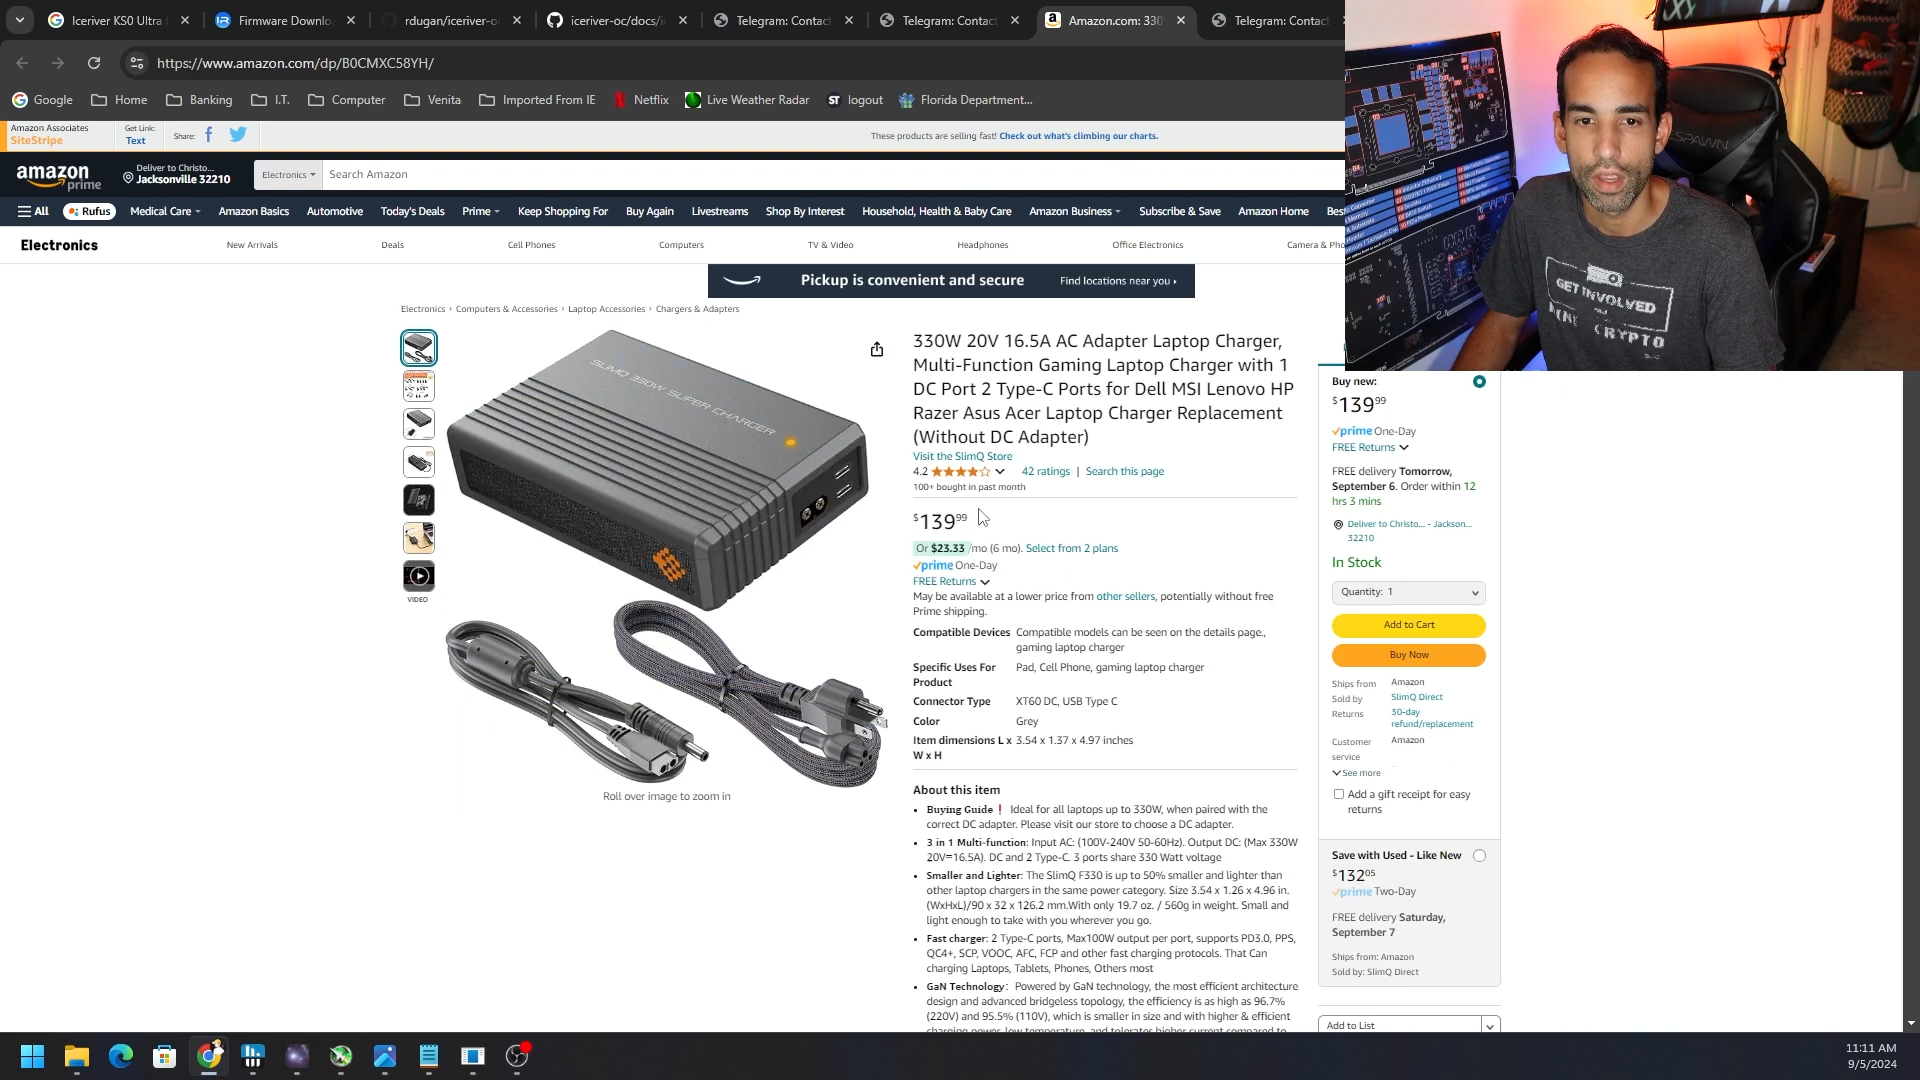 Iceriver KS0 Ultra
Firmware Downlo
rdugan/iceriver-o
iceriver-oc/docs/i
Telegram: Contact
Telegram: Contact
Amazon.com: 330
Telegram: Contact
https://www.amazon.com/dp/B0CMXC58YH/
Google
Home
Banking
I.T.
Computer
Venita
Imported From IE
Netflix
Live Weather Radar
ST logout
Florida Department...
Amazon Associates
SiteStripe
Get Link:
Text
Share:
These products are selling fast! Check out what's climbing our charts.
amazon
prime
Deliver to Christo...
Jacksonville 32210
Electronics
Search Amazon
All
Rufus
Medical Care
Amazon Basics
Automotive
Today's Deals
Prime
Keep Shopping For
Buy Again
Livestreams
Shop By Interest
Household, Health & Baby Care
Amazon Business
Subscribe & Save
Amazon Home
Bes
Electronics
New Arrivals
Deals
Cell Phones
Computers
TV & Video
Headphones
Office Electronics
Camera & Pho
Pickup is convenient and secure
Find locations near you ▸
Electronics › Computers & Accessories › Laptop Accessories › Chargers & Adapters
SLIMQ 330W SUPER CHARGER
VIDEO
Roll over image to zoom in
330W 20V 16.5A AC Adapter Laptop Charger,
Multi-Function Gaming Laptop Charger with 1
DC Port 2 Type-C Ports for Dell MSI Lenovo HP
Razer Asus Acer Laptop Charger Replacement
(Without DC Adapter)
Visit the SlimQ Store
4.2
42 ratings | Search this page
100+ bought in past month
$139 99
Or $23.33 /mo (6 mo). Select from 2 plans
prime One-Day
FREE Returns
May be available at a lower price from other sellers, potentially without free
Prime shipping.
Compatible Devices Compatible models can be seen on the details page.,
gaming laptop charger
Specific Uses For Pad, Cell Phone, gaming laptop charger
Product
Connector Type XT60 DC, USB Type C
Color Grey
Item dimensions L x 3.54 x 1.37 x 4.97 inches
W x H
About this item
• Buying Guide❗ Ideal for all laptops up to 330W, when paired with the
correct DC adapter. Please visit our store to choose a DC adapter.
• 3 in 1 Multi-function: Input AC: (100V-240V 50-60Hz). Output DC: (Max 330W
20V=16.5A). DC and 2 Type-C. 3 ports share 330 Watt voltage
• Smaller and Lighter: The SlimQ F330 is up to 50% smaller and lighter than
other laptop chargers in the same power category. Size 3.54 x 1.26 x 4.96 in.
(WxHxL)/90 x 32 x 126.2 mm.With only 19.7 oz. / 560g in weight. Small and
light enough to take with you wherever you go.
• Fast charger: 2 Type-C ports, Max100W output per port, supports PD3.0, PPS,
QC4+, SCP, VOOC, AFC, FCP and other fast charging protocols. That Can
charging Laptops, Tablets, Phones, Others most
• GaN Technology: Powered by GaN technology, the most efficient architecture
design and advanced bridgeless topology, the efficiency is as high as 96.7%
(220V) and 95.5% (110V), which is smaller in size and with higher & efficient
charging power, low temperature, and tolerates higher current compared to
Buy new:
$139 99
prime One-Day
FREE Returns
FREE delivery Tomorrow,
September 6. Order within 12
hrs 3 mins
Deliver to Christo... - Jackson...
32210
In Stock
Quantity: 1
Add to Cart
Buy Now
Ships from Amazon
Sold by SlimQ Direct
Returns 30-day
refund/replacement
Customer Amazon
service
See more
Add a gift receipt for easy
returns
Save with Used - Like New
$132 05
prime Two-Day
FREE delivery Saturday,
September 7
Ships from: Amazon
Sold by: SlimQ Direct
Add to List
RESPAWN
GET INVOLVED
and
MINE CRYPTO
11:11 AM
9/5/2024